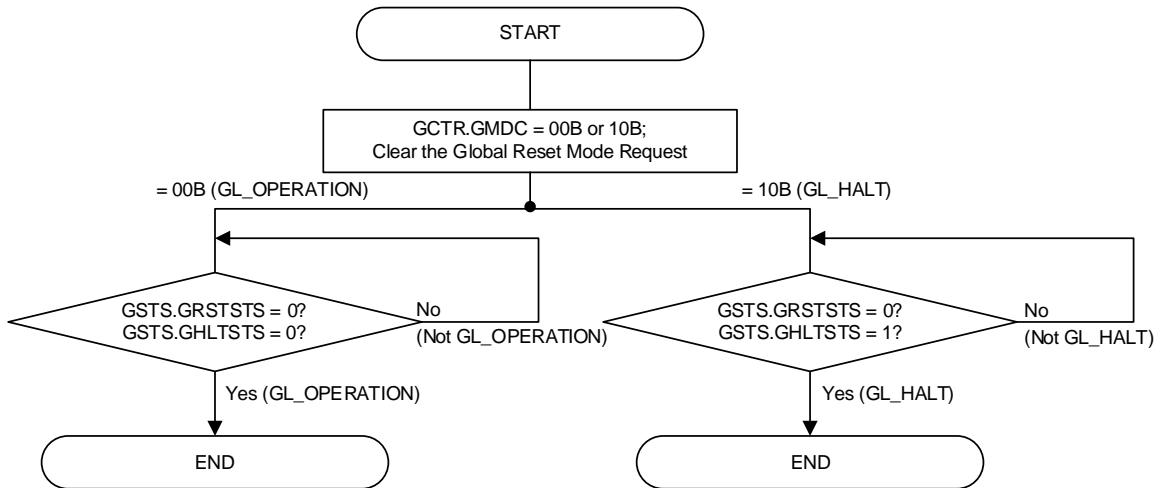 START
GCTR.GMDC = 00B or 10B;
Clear the Global Reset Mode Request
= 00B (GL_OPERATION)
= 10B (GL_HALT)
GSTS.GRSTSTS = 0?
GSTS.GHLTSTS = 0?
No
(Not GL_OPERATION)
GSTS.GRSTSTS = 0?
GSTS.GHLTSTS = 1?
No
(Not GL_HALT)
Yes (GL_OPERATION)
Yes (GL_HALT)
END
END